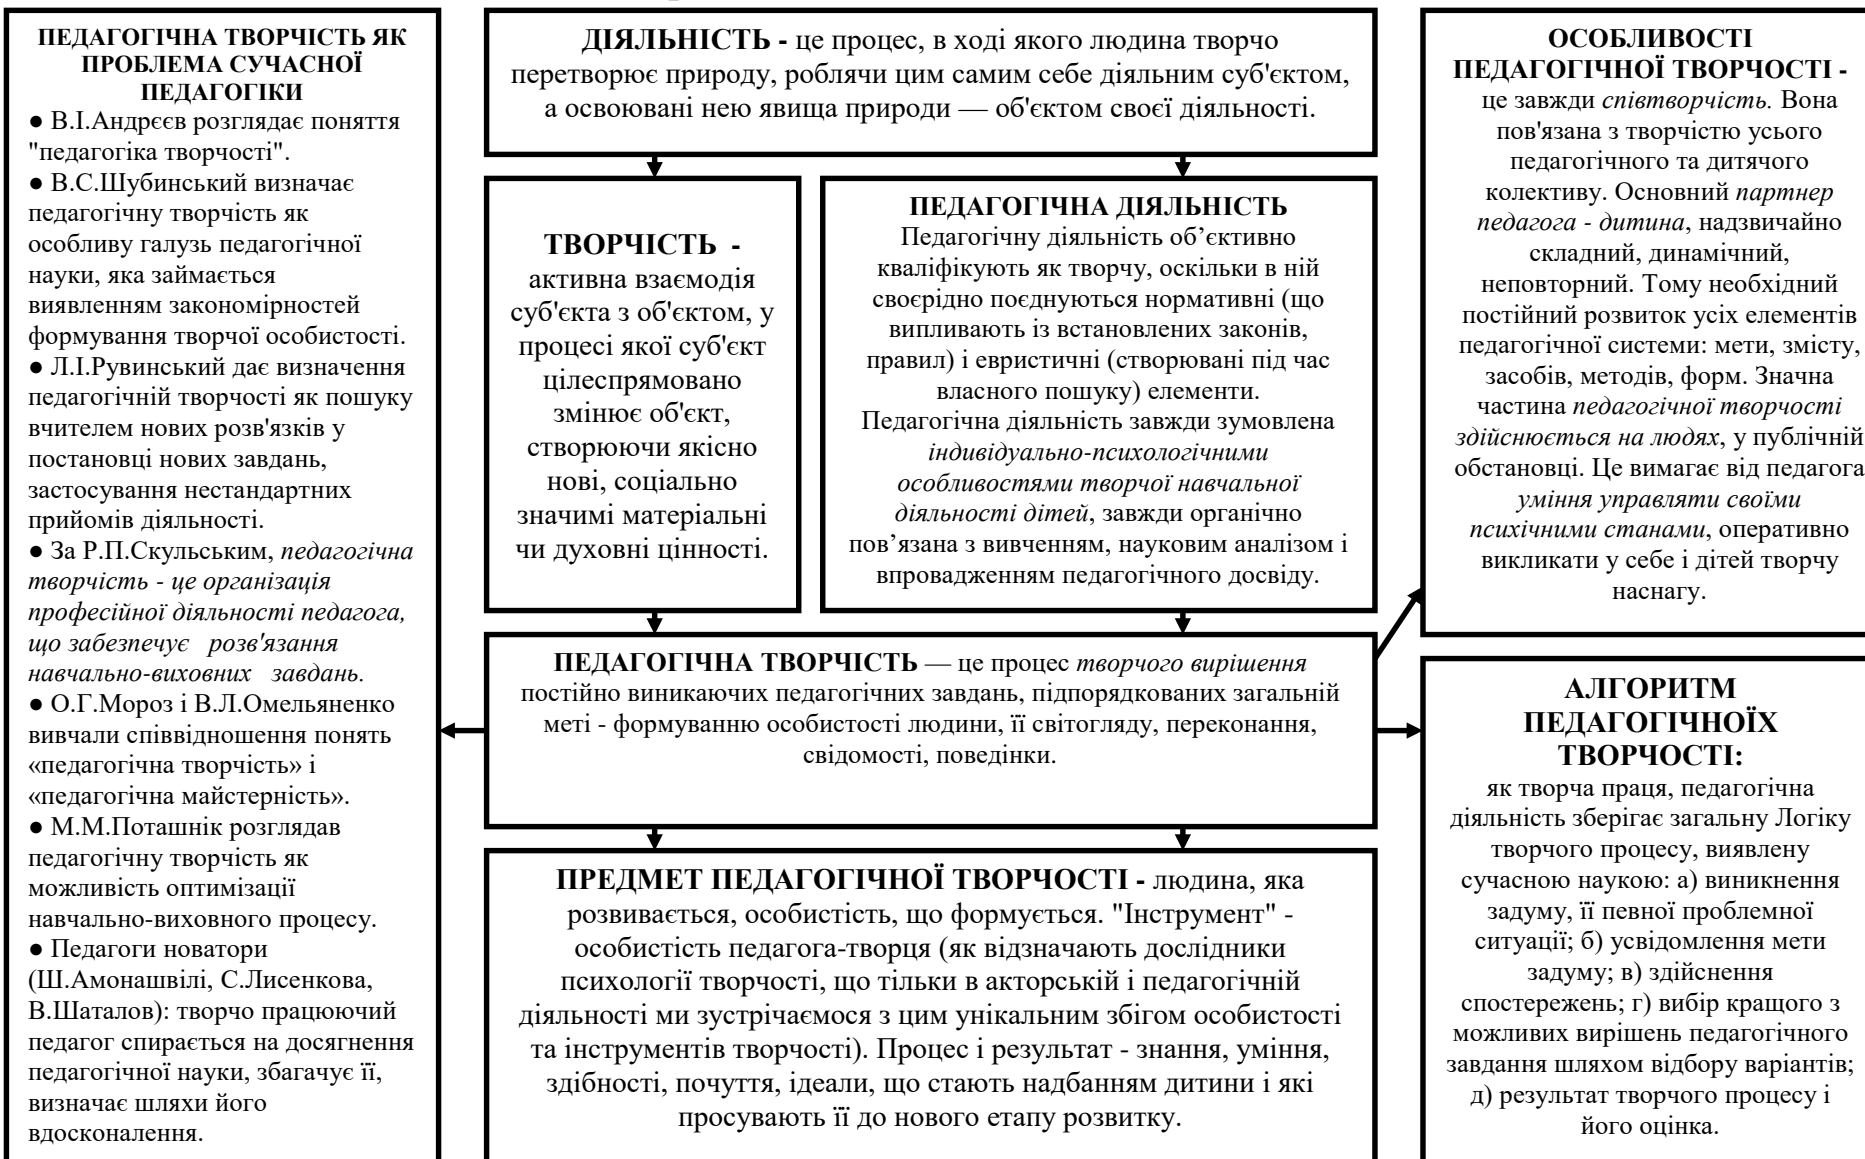 ПЕДАГОГІЧНА ТВОРЧІСТЬ ЯК
ПРОБЛЕМА СУЧАСНОЇ
ПЕДАГОГІКИ
● В.І.Андрєєв розглядає поняття
"педагогіка творчості".
● В.С.Шубинський визначає
педагогічну творчість як
особливу галузь педагогічної
науки, яка займається
виявленням закономірностей
формування творчої особистості.
● Л.І.Рувинський дає визначення
педагогічній творчості як пошуку
вчителем нових розв'язків у
постановці нових завдань,
застосування нестандартних
прийомів діяльності.
● За Р.П.Скульським, педагогічна
творчість - це організація
професійної діяльності педагога,
що забезпечує розв'язання
навчально-виховних завдань.
● О.Г.Мороз і В.Л.Омельяненко
вивчали співвідношення понять
«педагогічна творчість» і
«педагогічна майстерність».
● М.М.Поташнік розглядав
педагогічну творчість як
можливість оптимізації
навчально-виховного процесу.
● Педагоги новатори
(Ш.Амонашвілі, С.Лисенкова,
В.Шаталов): творчо працюючий
педагог спирається на досягнення
педагогічної науки, збагачує її,
визначає шляхи його
вдосконалення.
ДІЯЛЬНІСТЬ - це процес, в ході якого людина творчо
перетворює природу, роблячи цим самим себе діяльним суб'єктом,
а освоювані нею явища природи — об'єктом своєї діяльності.
ТВОРЧІСТЬ -
активна взаємодія
суб'єкта з об'єктом, у
процесі якої суб'єкт
цілеспрямовано
змінює об'єкт,
створюючи якісно
нові, соціально
значимі матеріальні
чи духовні цінності.
ПЕДАГОГІЧНА ДІЯЛЬНІСТЬ
Педагогічну діяльність об’єктивно
кваліфікують як творчу, оскільки в ній
своєрідно поєднуються нормативні (що
випливають із встановлених законів,
правил) і евристичні (створювані під час
власного пошуку) елементи.
Педагогічна діяльність завжди зумовлена
індивідуально-психологічними
особливостями творчої навчальної
діяльності дітей, завжди органічно
пов’язана з вивченням, науковим аналізом і
впровадженням педагогічного досвіду.
ПЕДАГОГІЧНА ТВОРЧІСТЬ — це процес творчого вирішення
постійно виникаючих педагогічних завдань, підпорядкованих загальній
меті - формуванню особистості людини, її світогляду, переконання,
свідомості, поведінки.
ПРЕДМЕТ ПЕДАГОГІЧНОЇ ТВОРЧОСТІ - людина, яка
розвивається, особистість, що формується. "Інструмент" -
особистість педагога-творця (як відзначають дослідники
психології творчості, що тільки в акторській і педагогічній
діяльності ми зустрічаємося з цим унікальним збігом особистості
та інструментів творчості). Процес і результат - знання, уміння,
здібності, почуття, ідеали, що стають надбанням дитини і які
просувають її до нового етапу розвитку.
ОСОБЛИВОСТІ
ПЕДАГОГІЧНОЇ ТВОРЧОСТІ -
це завжди співтворчість. Вона
пов'язана з творчістю усього
педагогічного та дитячого
колективу. Основний партнер
педагога - дитина, надзвичайно
складний, динамічний,
неповторний. Тому необхідний
постійний розвиток усіх елементів
педагогічної системи: мети, змісту,
засобів, методів, форм. Значна
частина педагогічної творчості
здійснюється на людях, у публічній
обстановці. Це вимагає від педагога
уміння управляти своїми
психічними станами, оперативно
викликати у себе і дітей творчу
наснагу.
АЛГОРИТМ
ПЕДАГОГІЧНОЇХ
ТВОРЧОСТІ:
як творча праця, педагогічна
діяльність зберігає загальну Логіку
творчого процесу, виявлену
сучасною наукою: а) виникнення
задуму, її певної проблемної
ситуації; б) усвідомлення мети
задуму; в) здійснення
спостережень; г) вибір кращого з
можливих вирішень педагогічного
завдання шляхом відбору варіантів;
д) результат творчого процесу і
його оцінка.